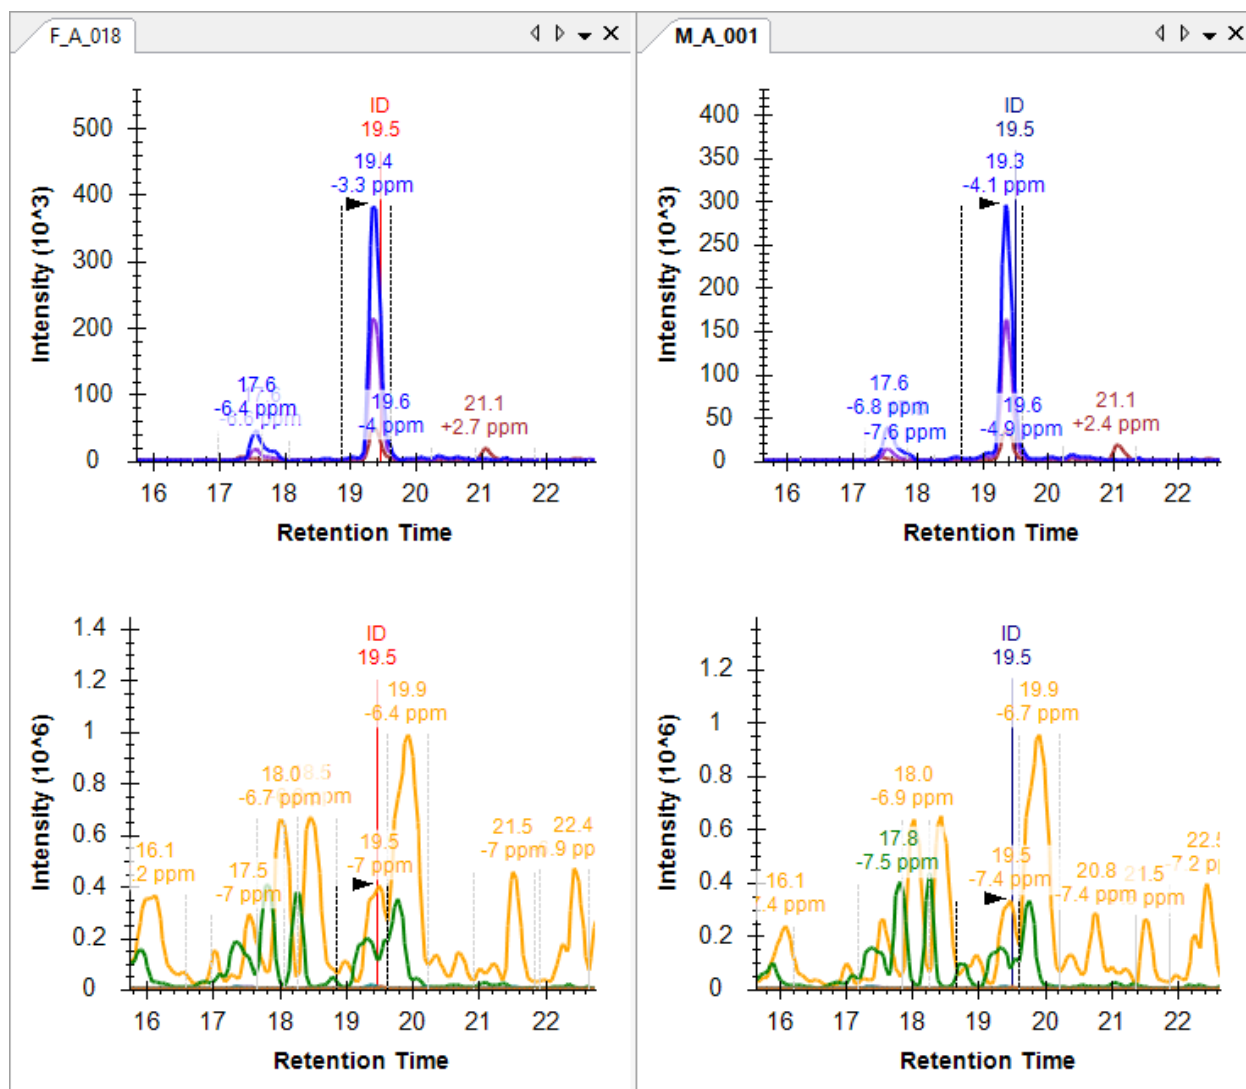 F_A_018
M_A_001
ID
19.5
19.4
-3.3 ppm
500
400
300
200
100
0
Intensity (10^3)
17.6
-6.4 ppm
19.6
-4 ppm
21.1
+2.7 ppm
16 17 18 19 20 21 22
Retention Time
ID
19.5
19.3
-4.1 ppm
400
350
300
250
200
150
100
50
0
Intensity (10^3)
17.6
-6.8 ppm
-7.6 ppm
19.6
-4.9 ppm
21.1
+2.4 ppm
16 17 18 19 20 21 22
Retention Time
ID
19.5
1.4
1.2
1
0.8
0.6
0.4
0.2
0
Intensity (10^6)
19.9
-6.4 ppm
18.0
-6.7 ppm
16.1
17.5
-7 ppm
19.5
-7 ppm
21.5
-7 ppm
22.4
16 17 18 19 20 21 22
Retention Time
ID
19.5
1.2
1
0.8
0.6
0.4
0.2
0
Intensity (10^6)
19.9
-6.7 ppm
18.0
-6.9 ppm
17.8
-7.5 ppm
16.1
19.5
-7.4 ppm
20.8
-7.4 ppm
21.5
ppm
22.5
16 17 18 19 20 21 22
Retention Time